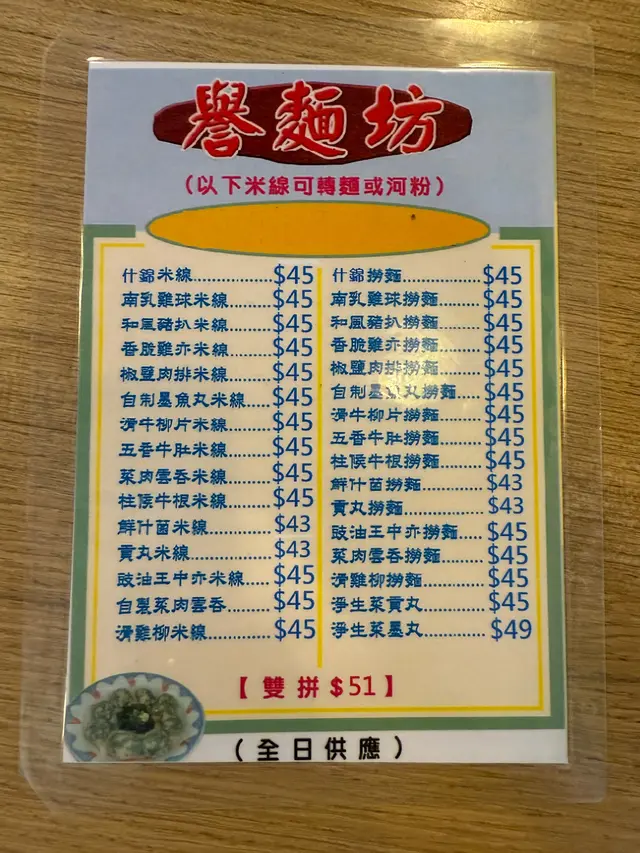 譽麵坊
（以下米線可轉麵或河粉）
什錦米線............$45
南乳雞球米線.......$45
和風豬扒米線.......$45
香脆雞亦米線.......$45
椒鹽肉排米線.......$45
自制墨魚丸米線....$45
滑牛柳片米線.......$45
五香牛肚米線.......$45
菜肉雲吞米線.......$45
柱侯牛根米線.......$45
鮮什菌米線..........$43
貢丸米線.............$43
豉油王中亦米線....$45
自製菜肉雲吞.......$45
滑雞柳米線..........$45
什錦撈麵............$45
南乳雞球撈麵.......$45
和風豬扒撈麵.......$45
香脆雞亦撈麵.......$45
椒鹽肉排撈麵.......$45
自制墨魚丸撈麵....$45
滑牛柳片撈麵.......$45
五香牛肚撈麵.......$45
柱侯牛根撈麵.......$45
鮮什菌撈麵..........$43
貢丸撈麵.............$43
豉油王中亦撈麵....$45
菜肉雲吞撈麵.......$45
滑雞柳撈麵..........$45
淨生菜貢丸..........$45
淨生菜墨丸..........$49
【雙拼$51】
（全日供應）